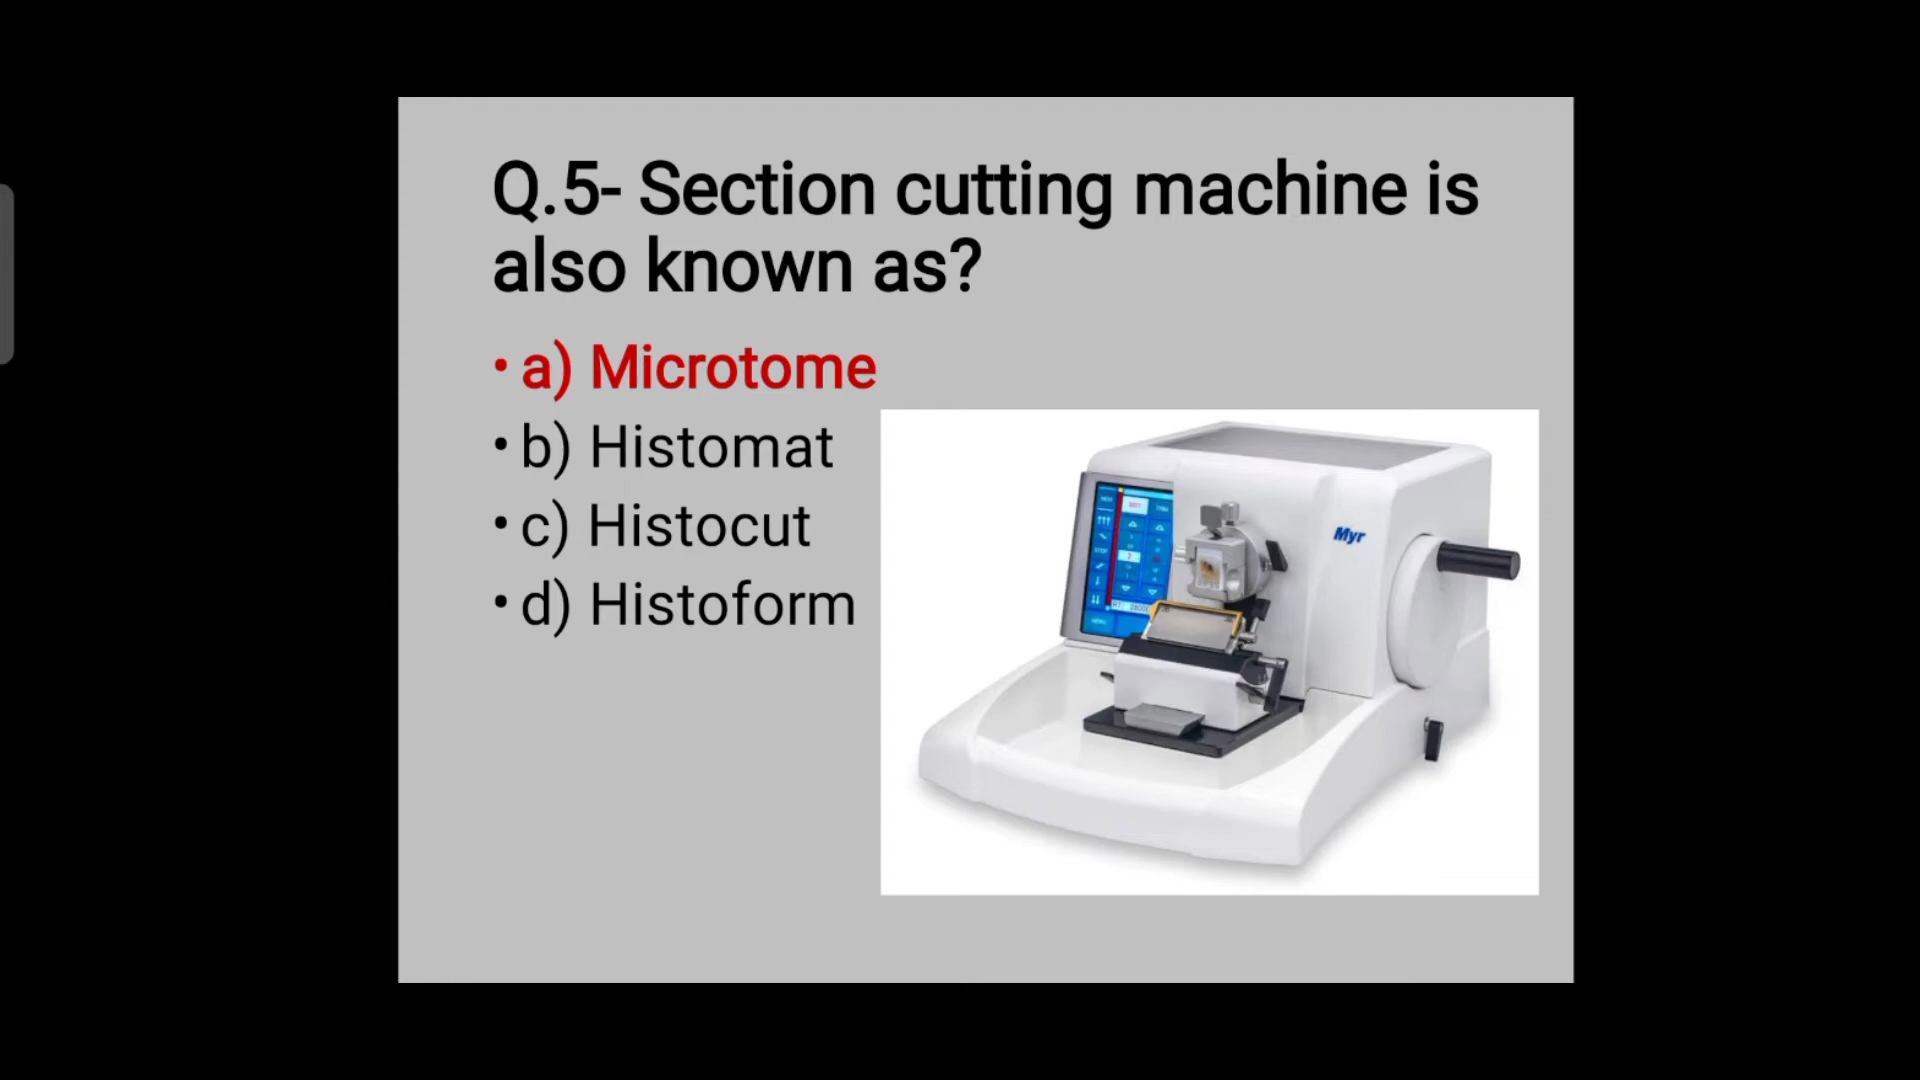 Q.5- Section cutting machine is
also known as?
• a) Microtome
• b) Histomat
• c) Histocut
• d) Histoform
Myr